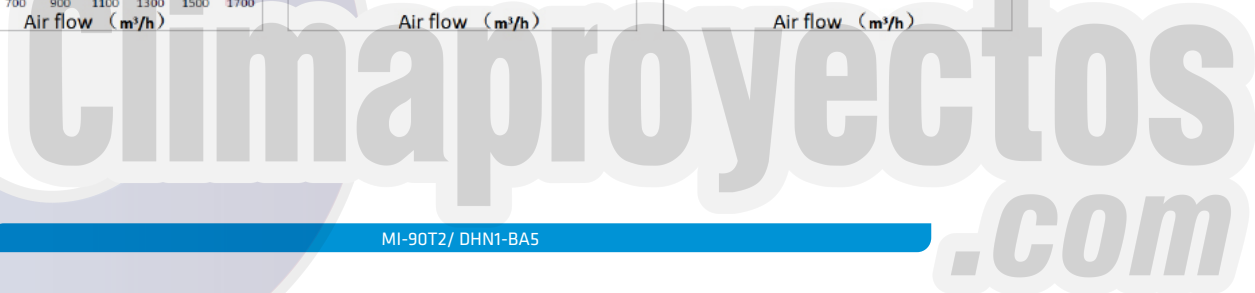 700 900 1100 1300 1500 1700
Air flow （m³/h） Air flow （m³/h） Air flow （m³/h）
Climaproyectos
.com
MI-90T2/ DHN1-BA5